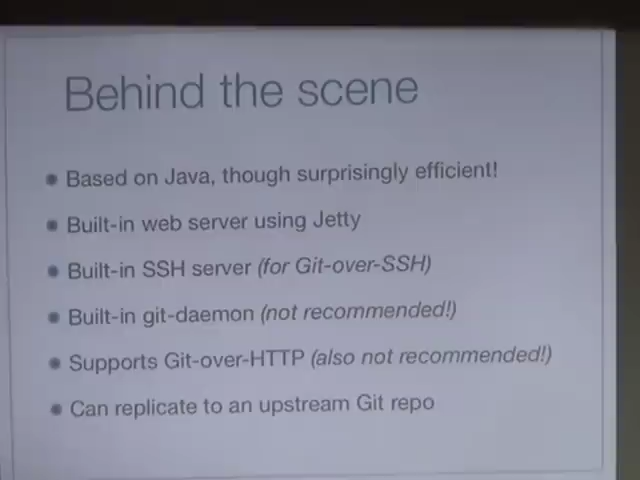 Behind the scene
Based on Java, though surprisingly efficient!
Built-in web server using Jetty
Built-in SSH server (for Git-over-SSH)
Built-in git-daemon (not recommended!)
Supports Git-over-HTTP (also not recommended!)
Can replicate to an upstream Git repo